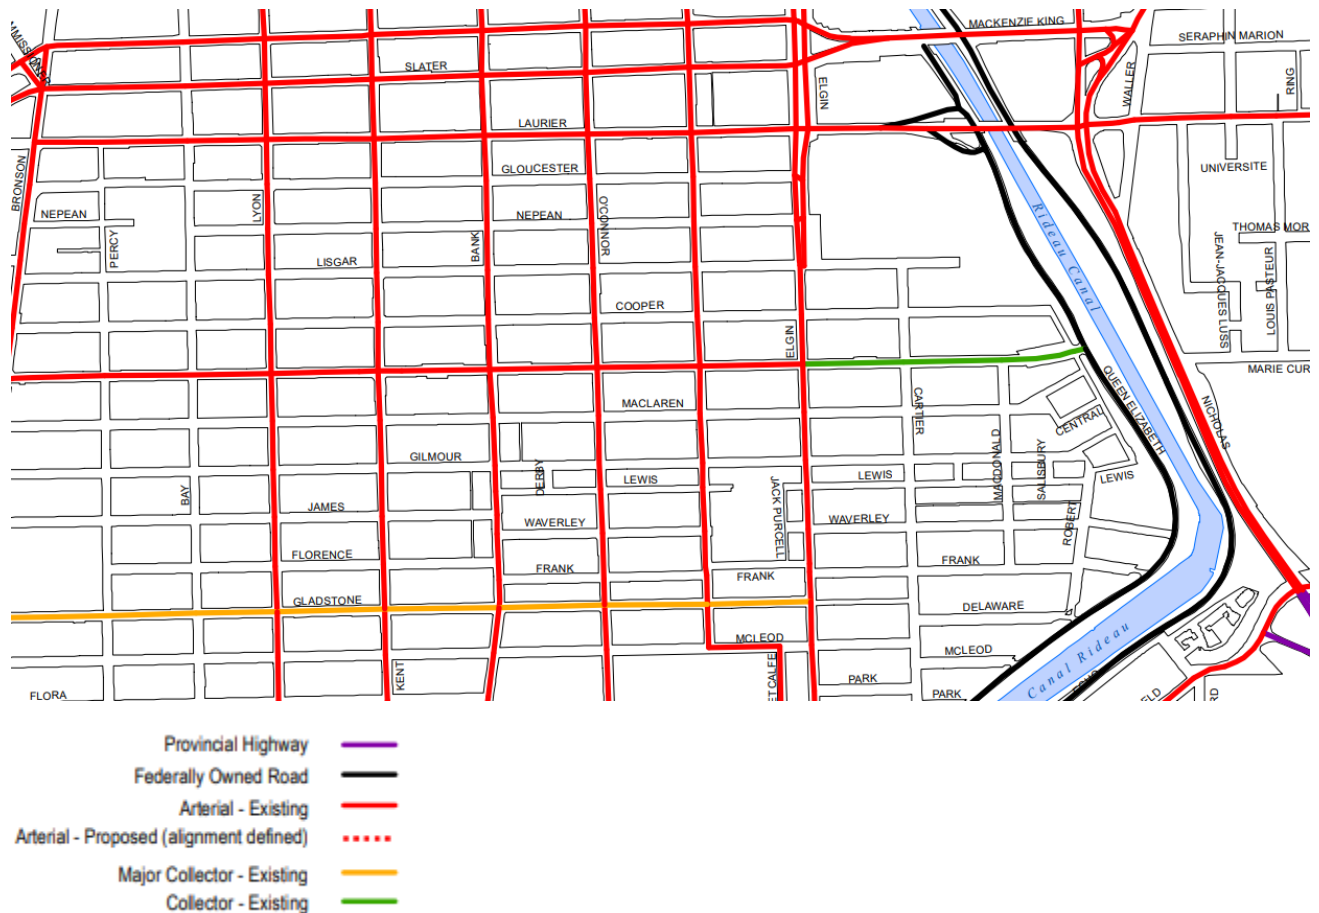 MACKENZIE KING
SERAPHIN MARION
SLATER
ELGIN
WALLER
RING
LAURIER
BRONSON
GLOUCESTER
UNIVERSITE
NEPEAN
LYON
NEPEAN
O'CONNOR
Rideau Canal
THOMAS MOR
PERCY
BANK
LISGAR
JEAN-JACQUES LUSS
LOUIS PASTEUR
COOPER
ELGIN
MARIE CUR
MACLAREN
CARTIER
QUEEN ELIZABETH
NICHOLAS
CENTRAL
GILMOUR
MACDONALD
SALISBURY
BAY
DERBY
LEWIS
JACK PURCELL
LEWIS
LEWIS
JAMES
WAVERLEY
WAVERLEY
ROBERT
FLORENCE
FRANK
FRANK
FRANK
GLADSTONE
DELAWARE
MCLEOD
MCLEOD
Canal Rideau
KENT
ETCALFE
PARK
PARK
FLORA
ELD
RD
Provincial Highway
Federally Owned Road
Arterial - Existing
Arterial - Proposed (alignment defined)
Major Collector - Existing
Collector - Existing